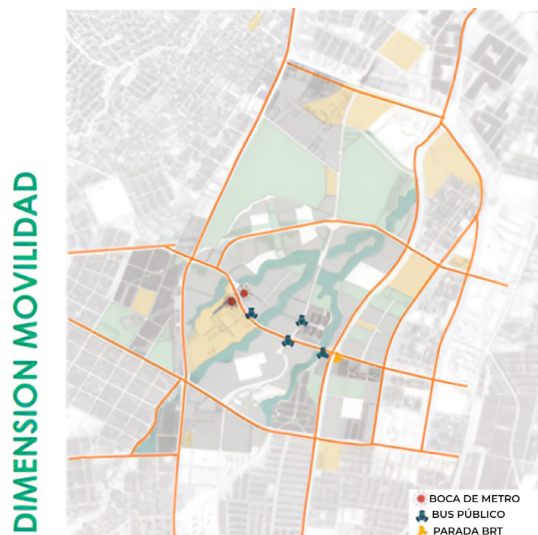 DIMENSION MOVILIDAD
BOCA DE METRO
BUS PÚBLICO
PARADA BRT